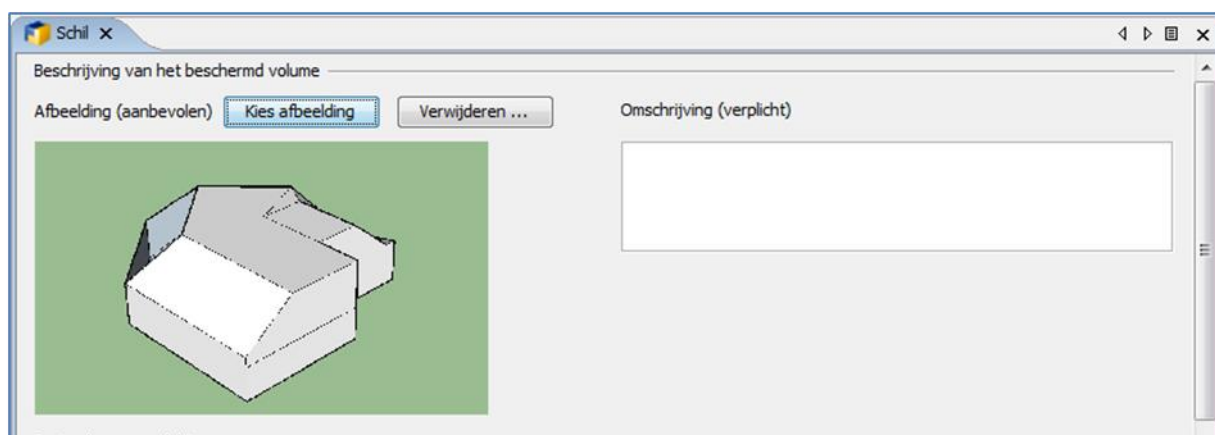 Schil
Beschrijving van het beschermd volume
Afbeelding (aanbevolen) Kies afbeelding Verwijderen ... Omschrijving (verplicht)